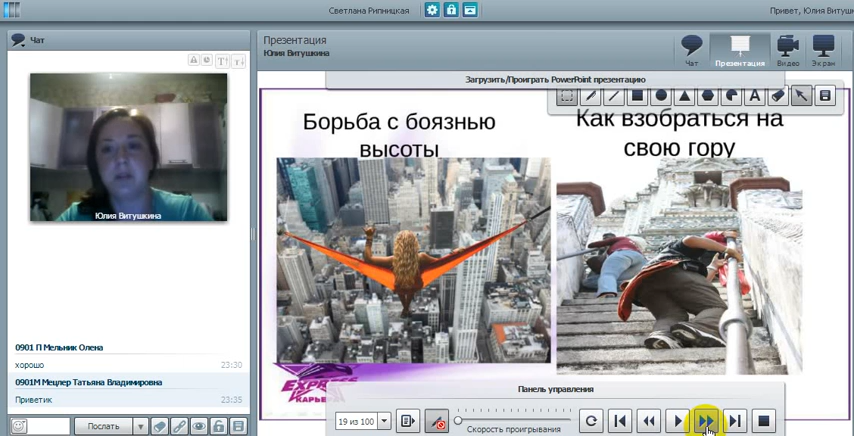 Светлана Рипницкая
Привет, Юлия Витушк
Чат
Юлия Витушкина
0901 П Мельник Олена
хорошо
23:30
0901М Мецлер Татьяна Владимировна
Приветик
23:35
Послать
Презентация
Юлия Витушкина
Чат
Презентация
Видео
Экран
Загрузить/Проиграть PowerPoint презентацию
Борьба с боязнью
высоты
Как взобраться на
свою гору
EXPRESS
КАРЬЕ
Панель управления
19 из 100
Скорость проигрывания